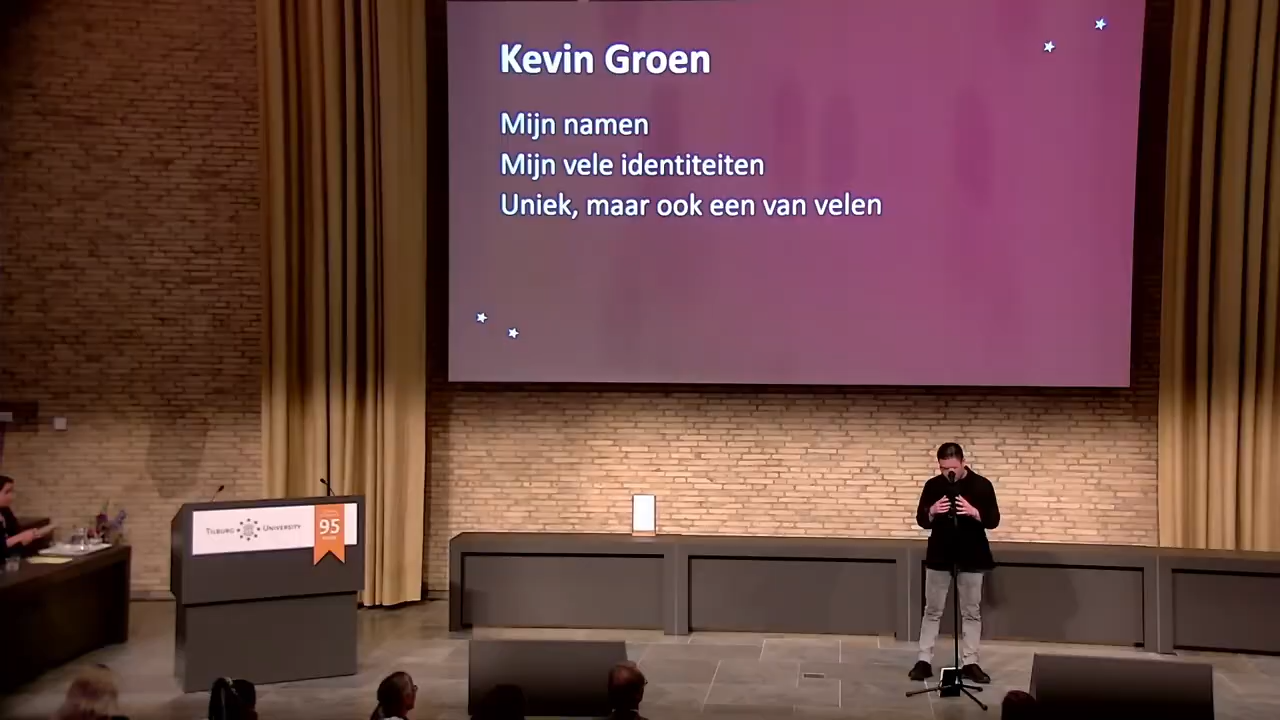 Kevin Groen
Mijn namen
Mijn vele identiteiten
Uniek, maar ook een van velen
TILBURG UNIVERSITY
95